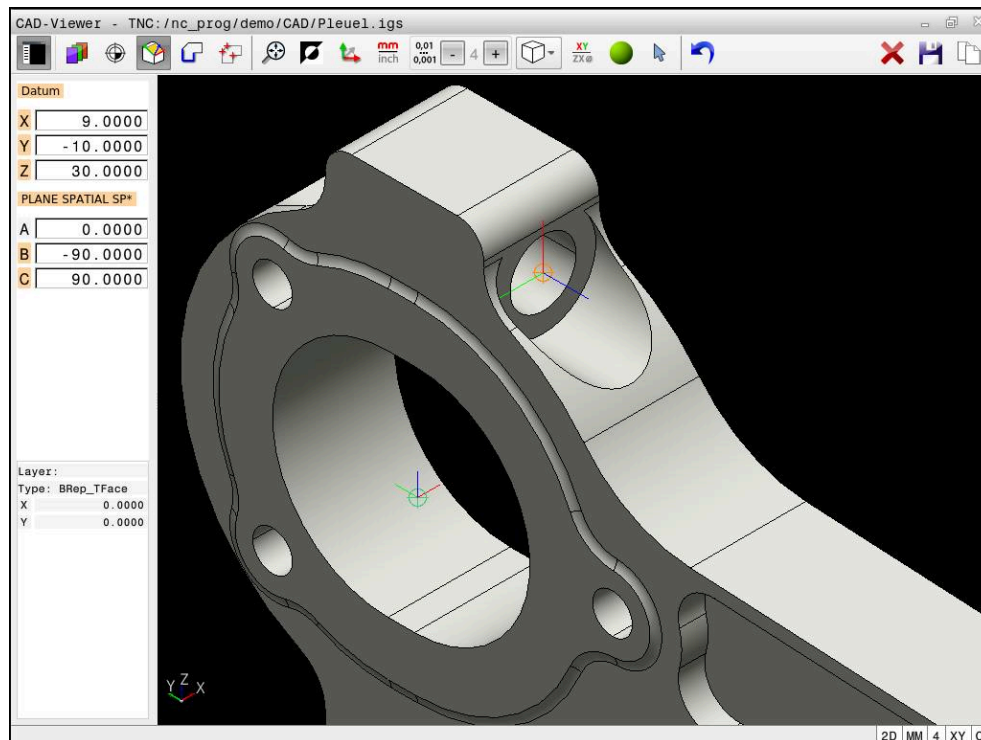 CAD-Viewer - TNC:/nc_prog/demo/CAD/Pleuel.igs
mm
inch
0,01
0,001
- 4 +
XY
ZX
Datum
X 9.0000
Y -10.0000
Z 30.0000
PLANE SPATIAL SP*
A 0.0000
B -90.0000
C 90.0000
Layer:
Type: BRep_TFace
X 0.0000
Y 0.0000
Y Z X
2D MM 4 XY